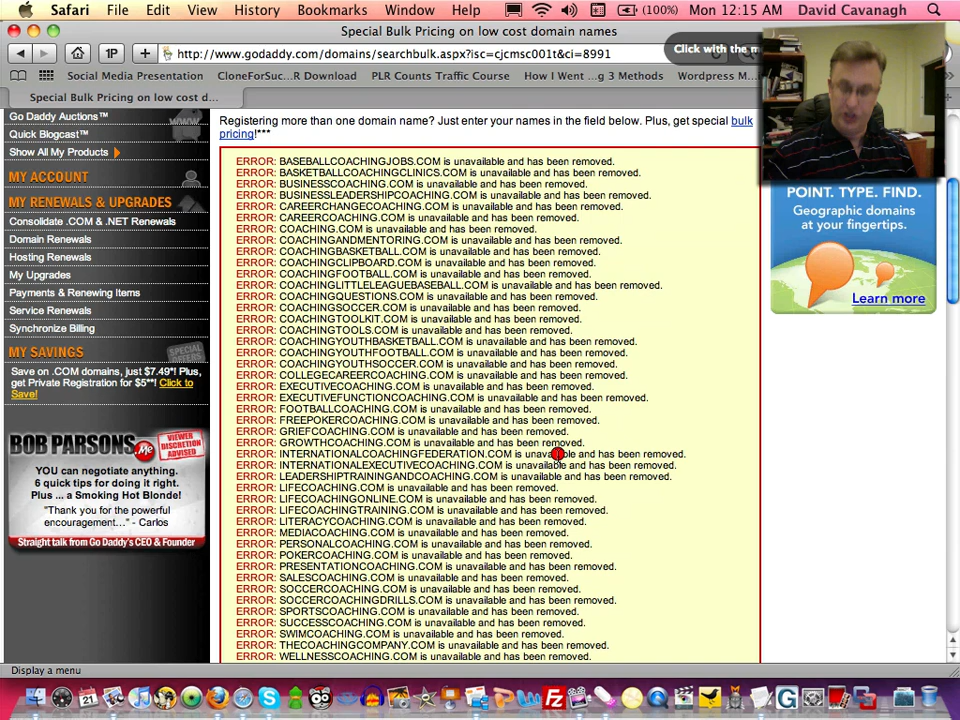 Safari File Edit View History Bookmarks Window Help (100%) Mon 12:15 AM David Cavanagh
Special Bulk Pricing on low cost domain names
1P http://www.godaddy.com/domains/searchbulk.aspx?isc=cjcmsc001t&ci=8991 Click with the m
Social Media Presentation CloneForSuc...R Download PLR Counts Traffic Course How I Went ...g 3 Methods Wordpress M...
Special Bulk Pricing on low cost d...
Go Daddy Auctions™
Quick Blogcast™
Show All My Products
MY ACCOUNT
MY RENEWALS & UPGRADES
Consolidate .COM & .NET Renewals
Domain Renewals
Hosting Renewals
My Upgrades
Payments & Renewing Items
Service Renewals
Synchronize Billing
MY SAVINGS
SPECIAL OFFERS
Save on .COM domains, just $7.49*! Plus,
get Private Registration for $5**! Click to
Save!
BOB PARSONS.me VIEWER DISCRETION ADVISED
YOU can negotiate anything.
6 quick tips for doing it right.
Plus ... a Smoking Hot Blonde!
"Thank you for the powerful
encouragement..." - Carlos
Straight talk from Go Daddy's CEO & Founder
Registering more than one domain name? Just enter your names in the field below. Plus, get special bulk
pricing!***
ERROR: BASEBALLCOACHINGJOBS.COM is unavailable and has been removed.
ERROR: BASKETBALLCOACHINGCLINICS.COM is unavailable and has been removed.
ERROR: BUSINESSCOACHING.COM is unavailable and has been removed.
ERROR: BUSINESSLEADERSHIPCOACHING.COM is unavailable and has been removed.
ERROR: CAREERCHANGECOACHING.COM is unavailable and has been removed.
ERROR: CAREERCOACHING.COM is unavailable and has been removed.
ERROR: COACHING.COM is unavailable and has been removed.
ERROR: COACHINGANDMENTORING.COM is unavailable and has been removed.
ERROR: COACHINGBASKETBALL.COM is unavailable and has been removed.
ERROR: COACHINGCLIPBOARD.COM is unavailable and has been removed.
ERROR: COACHINGFOOTBALL.COM is unavailable and has been removed.
ERROR: COACHINGLITTLELEAGUEBASEBALL.COM is unavailable and has been removed.
ERROR: COACHINGQUESTIONS.COM is unavailable and has been removed.
ERROR: COACHINGSOCCER.COM is unavailable and has been removed.
ERROR: COACHINGTOOLKIT.COM is unavailable and has been removed.
ERROR: COACHINGTOOLS.COM is unavailable and has been removed.
ERROR: COACHINGYOUTHBASKETBALL.COM is unavailable and has been removed.
ERROR: COACHINGYOUTHFOOTBALL.COM is unavailable and has been removed.
ERROR: COACHINGYOUTHSOCCER.COM is unavailable and has been removed.
ERROR: COLLEGECAREERCOACHING.COM is unavailable and has been removed.
ERROR: EXECUTIVECOACHING.COM is unavailable and has been removed.
ERROR: EXECUTIVEFUNCTIONCOACHING.COM is unavailable and has been removed.
ERROR: FOOTBALLCOACHING.COM is unavailable and has been removed.
ERROR: FREEPOKERCOACHING.COM is unavailable and has been removed.
ERROR: GRIEFCOACHING.COM is unavailable and has been removed.
ERROR: GROWTHCOACHING.COM is unavailable and has been removed.
ERROR: INTERNATIONALCOACHINGFEDERATION.COM is unavailable and has been removed.
ERROR: INTERNATIONALEXECUTIVECOACHING.COM is unavailable and has been removed.
ERROR: LEADERSHIPTRAININGANDCOACHING.COM is unavailable and has been removed.
ERROR: LIFECOACHING.COM is unavailable and has been removed.
ERROR: LIFECOACHINGONLINE.COM is unavailable and has been removed.
ERROR: LIFECOACHINGTRAINING.COM is unavailable and has been removed.
ERROR: LITERACYCOACHING.COM is unavailable and has been removed.
ERROR: MEDIACOACHING.COM is unavailable and has been removed.
ERROR: PERSONALCOACHING.COM is unavailable and has been removed.
ERROR: POKERCOACHING.COM is unavailable and has been removed.
ERROR: PRESENTATIONCOACHING.COM is unavailable and has been removed.
ERROR: SALESCOACHING.COM is unavailable and has been removed.
ERROR: SOCCERCOACHING.COM is unavailable and has been removed.
ERROR: SOCCERCOACHINGDRILLS.COM is unavailable and has been removed.
ERROR: SPORTSCOACHING.COM is unavailable and has been removed.
ERROR: SUCCESSCOACHING.COM is unavailable and has been removed.
ERROR: SWIMCOACHING.COM is unavailable and has been removed.
ERROR: THECOACHINGCOMPANY.COM is unavailable and has been removed.
ERROR: WELLNESSCOACHING.COM is unavailable and has been removed.
POINT. TYPE. FIND.
Geographic domains
at your fingertips.
Learn more
Display a menu